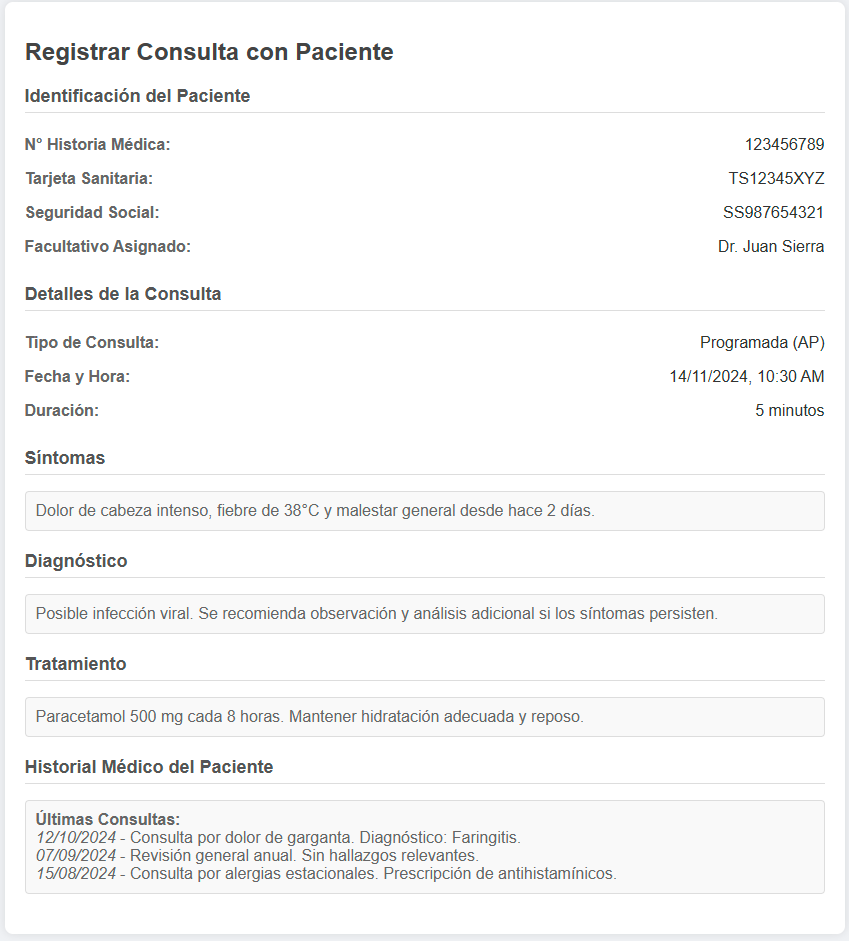 Registrar Consulta con Paciente
Identificación del Paciente
N° Historia Médica: 123456789
Tarjeta Sanitaria: TS12345XYZ
Seguridad Social: SS987654321
Facultativo Asignado: Dr. Juan Sierra
Detalles de la Consulta
Tipo de Consulta: Programada (AP)
Fecha y Hora: 14/11/2024, 10:30 AM
Duración: 5 minutos
Síntomas
Dolor de cabeza intenso, fiebre de 38°C y malestar general desde hace 2 días.
Diagnóstico
Posible infección viral. Se recomienda observación y análisis adicional si los síntomas persisten.
Tratamiento
Paracetamol 500 mg cada 8 horas. Mantener hidratación adecuada y reposo.
Historial Médico del Paciente
Últimas Consultas:
12/10/2024 - Consulta por dolor de garganta. Diagnóstico: Faringitis.
07/09/2024 - Revisión general anual. Sin hallazgos relevantes.
15/08/2024 - Consulta por alergias estacionales. Prescripción de antihistamínicos.